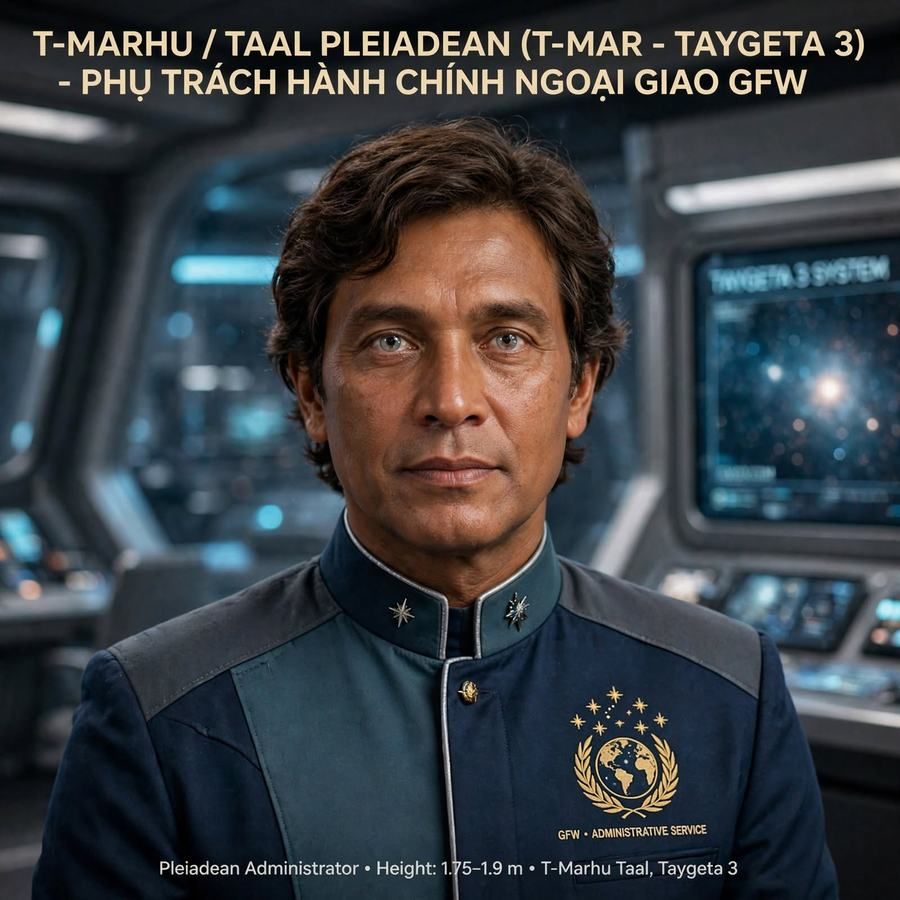 T-MARHU / TAAL PLEIADEAN (T-MAR - TAYGETA 3)
- PHỤ TRÁCH HÀNH CHÍNH NGOẠI GIAO GFW
TAYGETA 3 SYSTEM
GFW • ADMINISTRATIVE SERVICE
Pleiadean Administrator • Height: 1.75–1.9 m • T-Marhu Taal, Taygeta 3